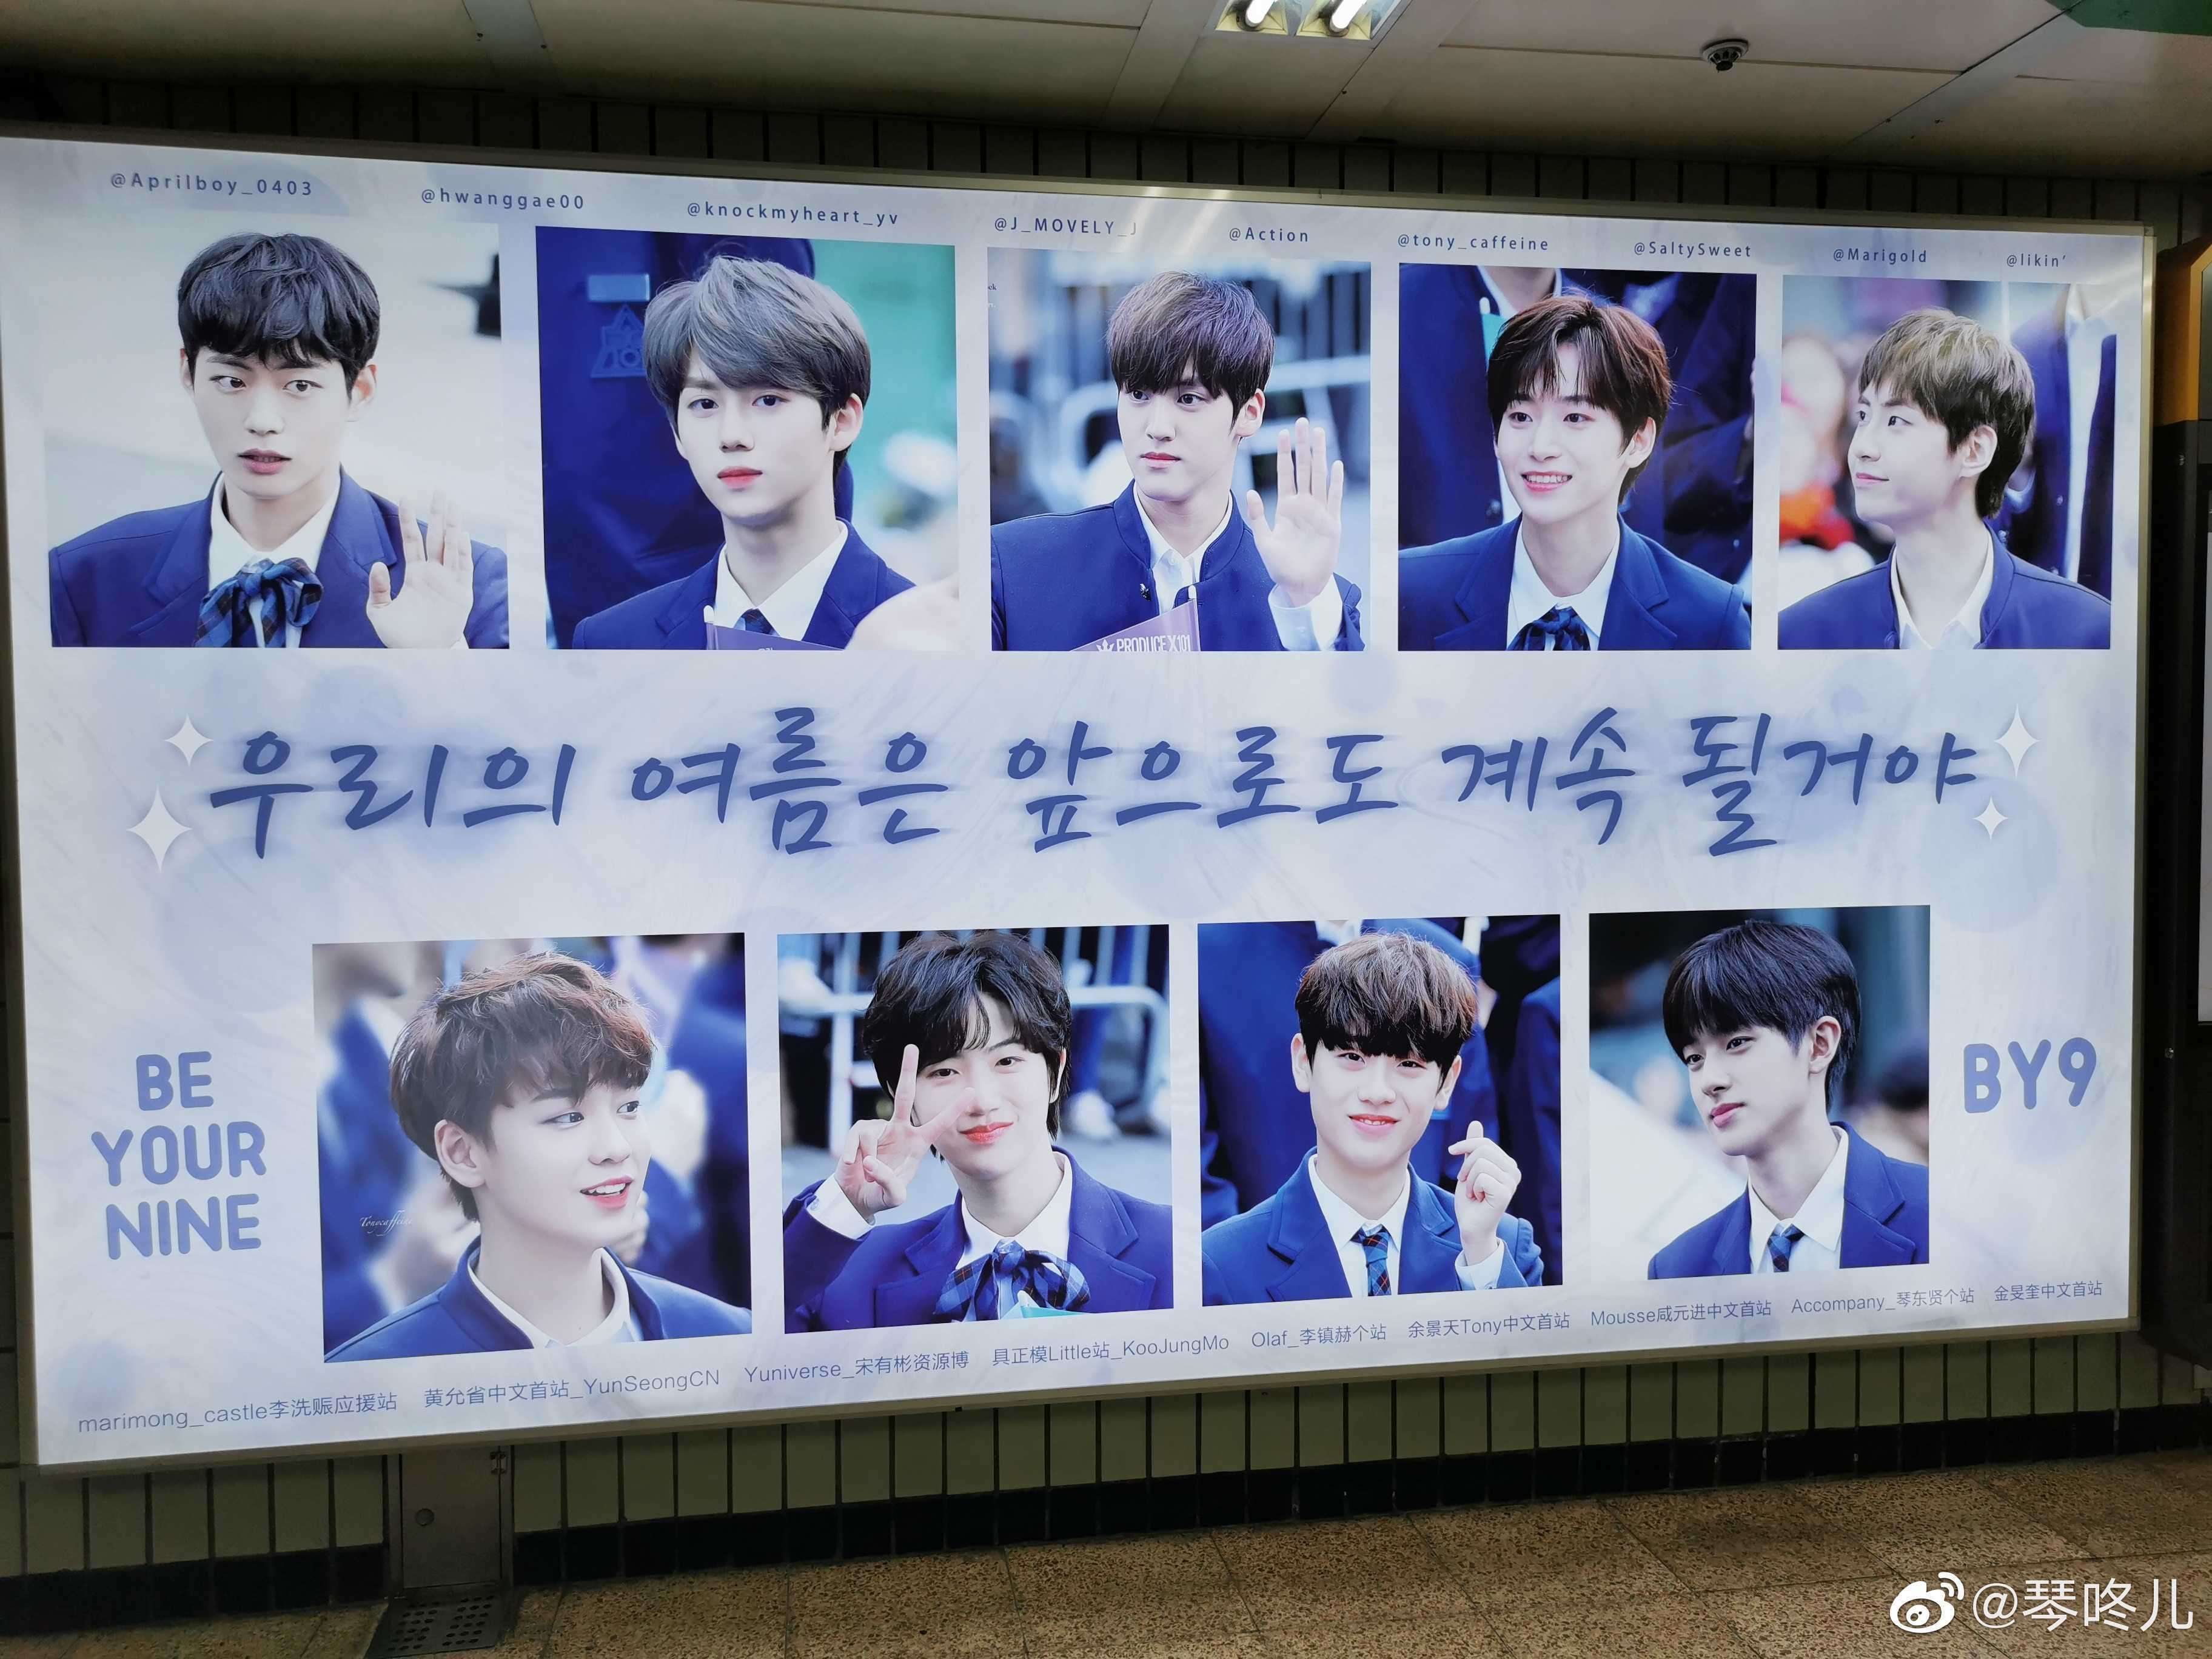 @Aprilboy_0403
@hwanggae00
@knockmyheart_yv
@J_MOVELY_J
@Action
@tony_caffeine
@SaltySweet
@Marigold
@likin’
PRODUCE X 101
우리의 여름은 앞으로도 계속 될거야
BE
YOUR
NINE
BY9
Tonycaffeine
marimong_castle李洗赈应援站 黄允省中文首站_YunSeongCN Yuniverse_宋有彬资源博 具正模Little站_KooJungMo Olaf_李镇赫个站 余景天Tony中文首站 Mousse咸元进中文首站 Accompany_琴东贤个站 金旻奎中文首站
@琴咚儿